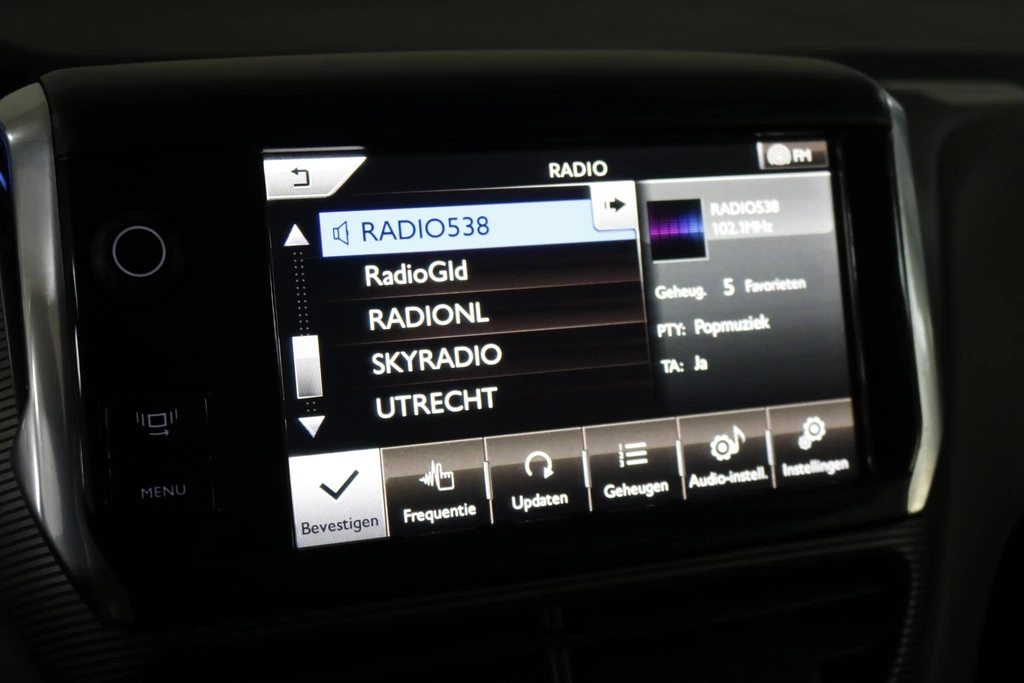 RADIO
FM
RADIO538
RadioGld
RADIONL
SKYRADIO
UTRECHT
RADIO538
102.1MHz
Geheug. 5 Favorieten
PTY: Popmuziek
TA: Ja
MENU
Bevestigen
Frequentie
Updaten
Geheugen
Audio-instell.
Instellingen